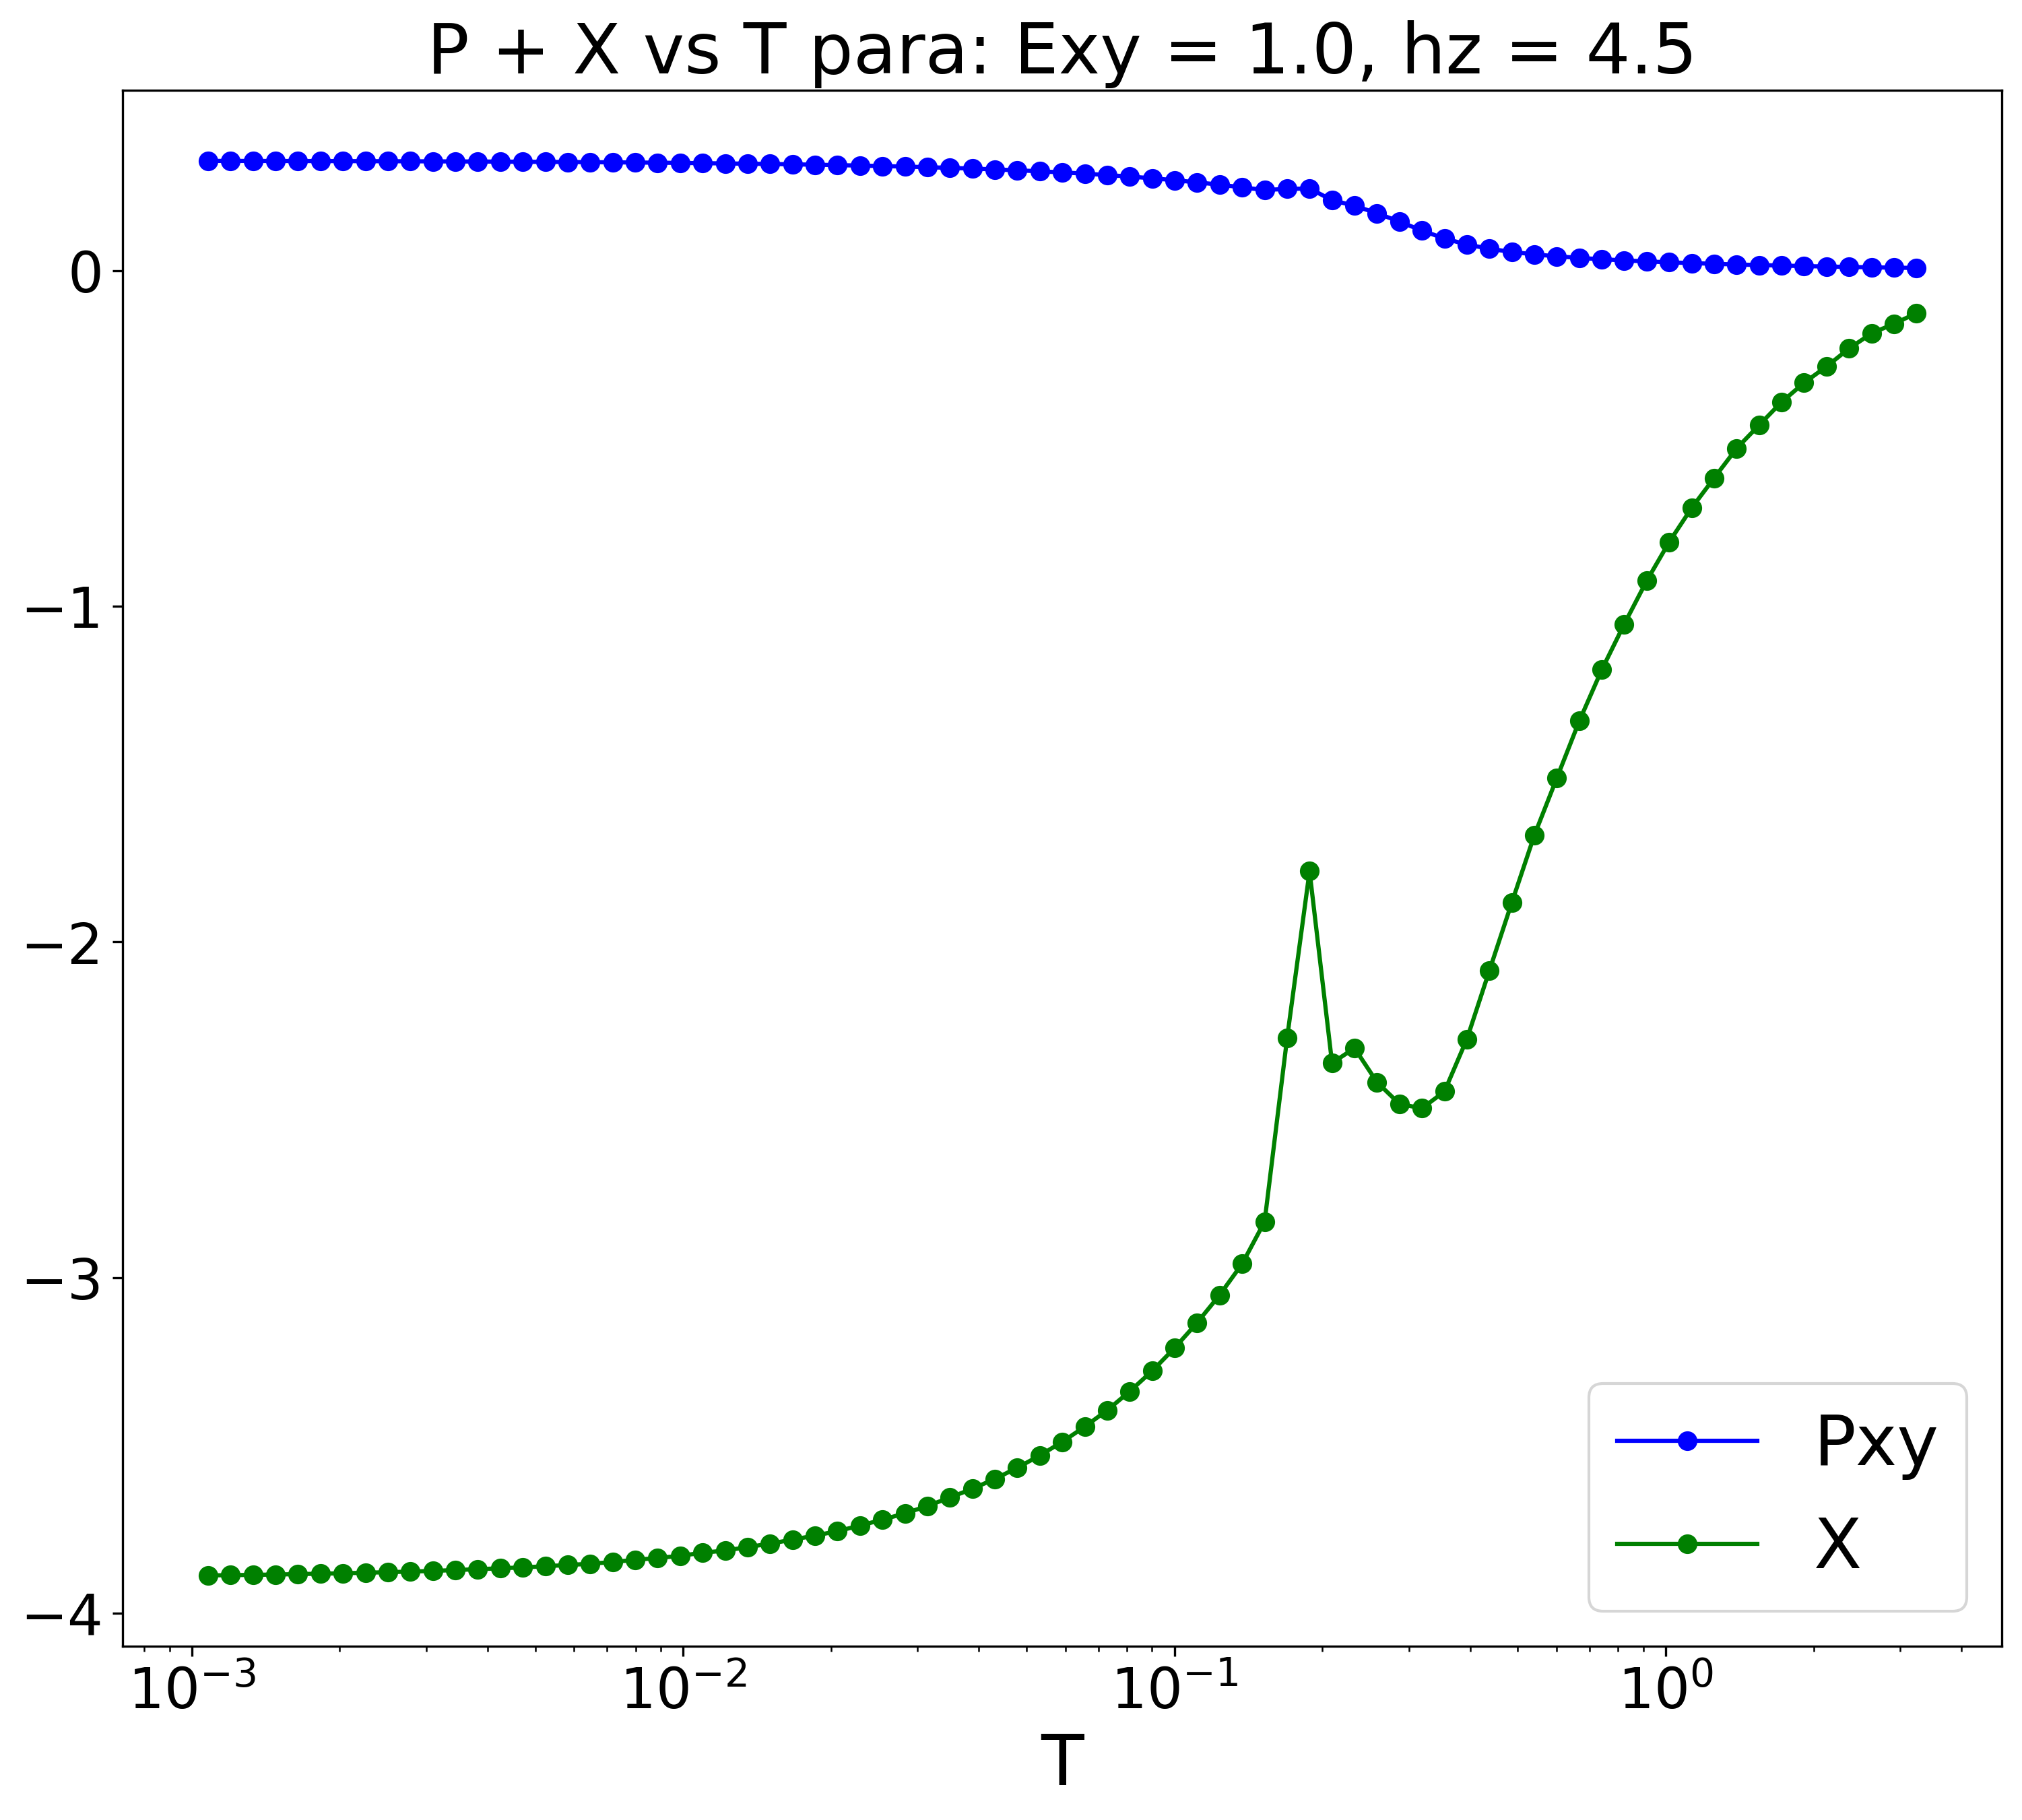 P + X vs T para: Exy = 1.0, hz = 4.5
0
−1
−2
−3
−4
10⁻³ 10⁻² 10⁻¹ 10⁰
T
Pxy
X